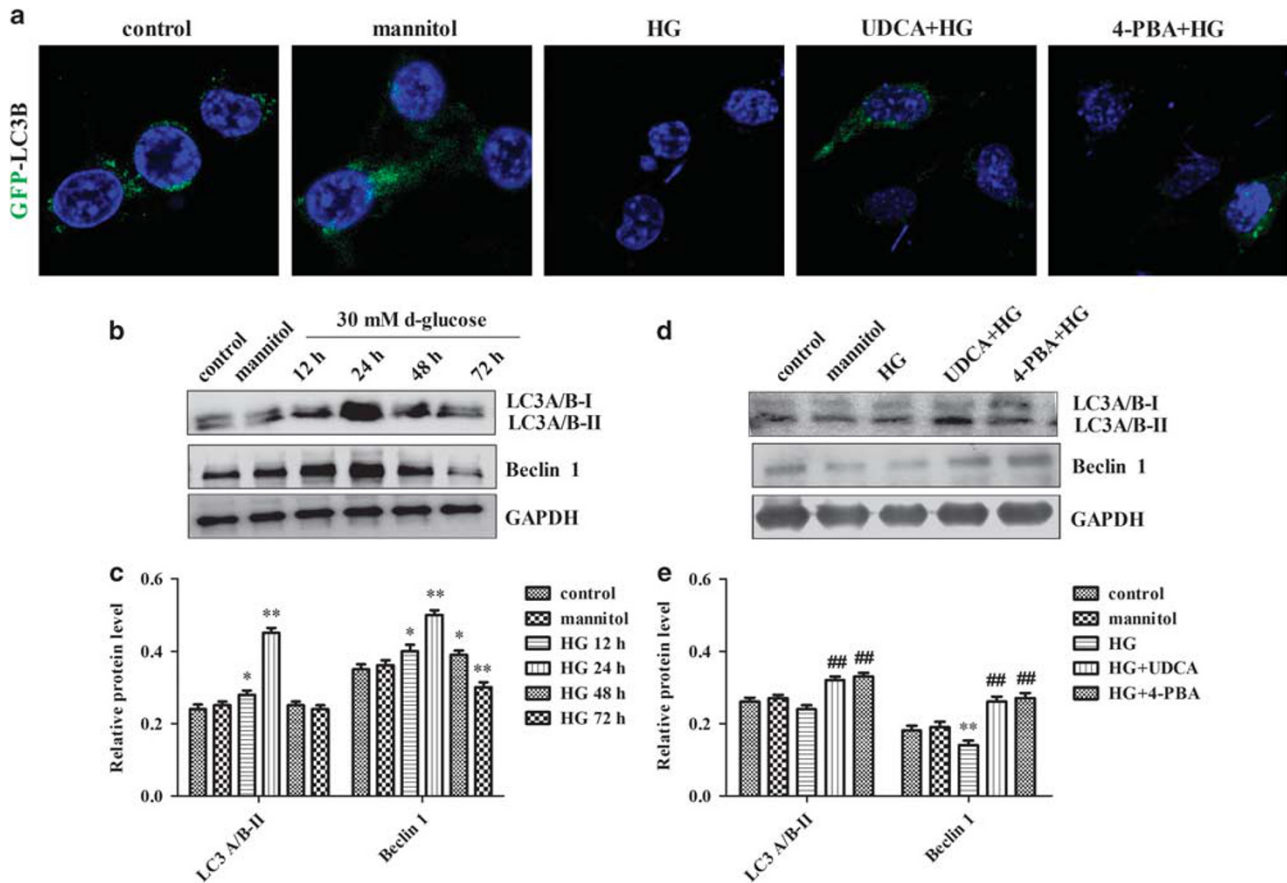 a
control mannitol HG UDCA+HG 4-PBA+HG
GFP-LC3B
b
30 mM d-glucose
control mannitol 12 h 24 h 48 h 72 h
LC3A/B-I
LC3A/B-II
Beclin 1
GAPDH
d
control mannitol HG UDCA+HG 4-PBA+HG
LC3A/B-I
LC3A/B-II
Beclin 1
GAPDH
c
Relative protein level
0.6
0.4
0.2
0.0
* ** * ** * **
LC3 A/B-II Beclin 1
control
mannitol
HG 12 h
HG 24 h
HG 48 h
HG 72 h
e
Relative protein level
0.6
0.4
0.2
0.0
## ## ** ## ##
LC3 A/B-II Beclin 1
control
mannitol
HG
HG+UDCA
HG+4-PBA